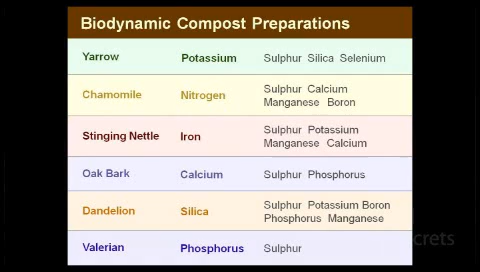 Biodynamic Compost Preparations
Yarrow Potassium Sulphur Silica Selenium
Chamomile Nitrogen Sulphur Calcium
Manganese Boron
Stinging Nettle Iron Sulphur Potassium
Manganese Calcium
Oak Bark Calcium Sulphur Phosphorus
Dandelion Silica Sulphur Potassium Boron
Phosphorus Manganese
Valerian Phosphorus Sulphur